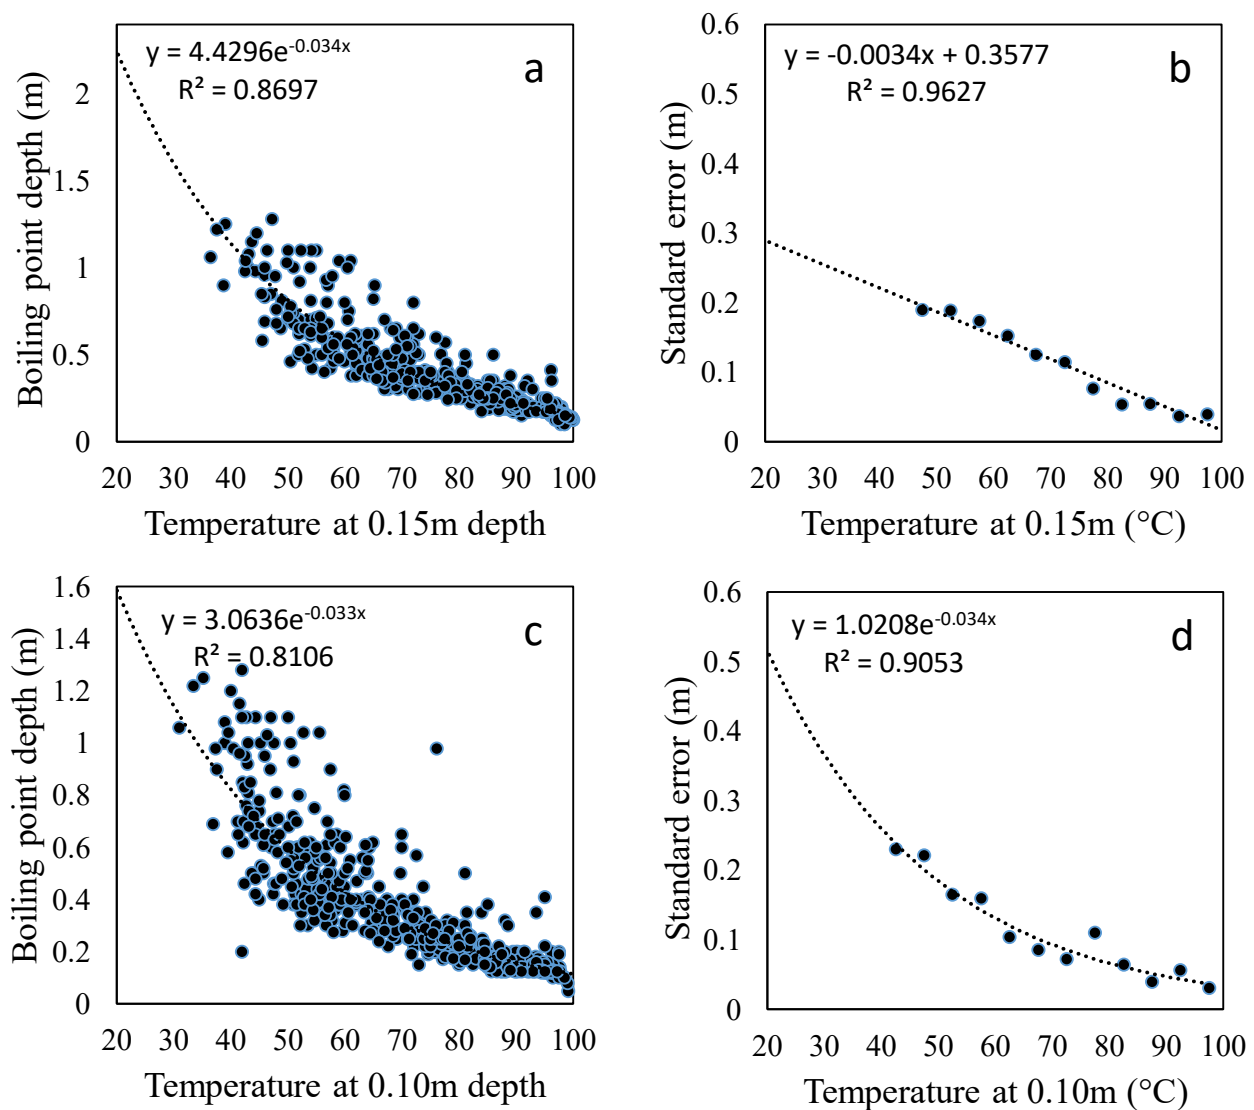 y = 4.4296e^-0.034x
R² = 0.8697
a
Boiling point depth (m)
2
1.5
1
0.5
0
20 30 40 50 60 70 80 90 100
Temperature at 0.15m depth
y = -0.0034x + 0.3577
R² = 0.9627
b
Standard error (m)
0.6
0.5
0.4
0.3
0.2
0.1
0
20 30 40 50 60 70 80 90 100
Temperature at 0.15m (°C)
y = 3.0636e^-0.033x
R² = 0.8106
c
Boiling point depth (m)
1.6
1.4
1.2
1
0.8
0.6
0.4
0.2
0
20 30 40 50 60 70 80 90 100
Temperature at 0.10m depth
y = 1.0208e^-0.034x
R² = 0.9053
d
Standard error (m)
0.6
0.5
0.4
0.3
0.2
0.1
0
20 30 40 50 60 70 80 90 100
Temperature at 0.10m (°C)